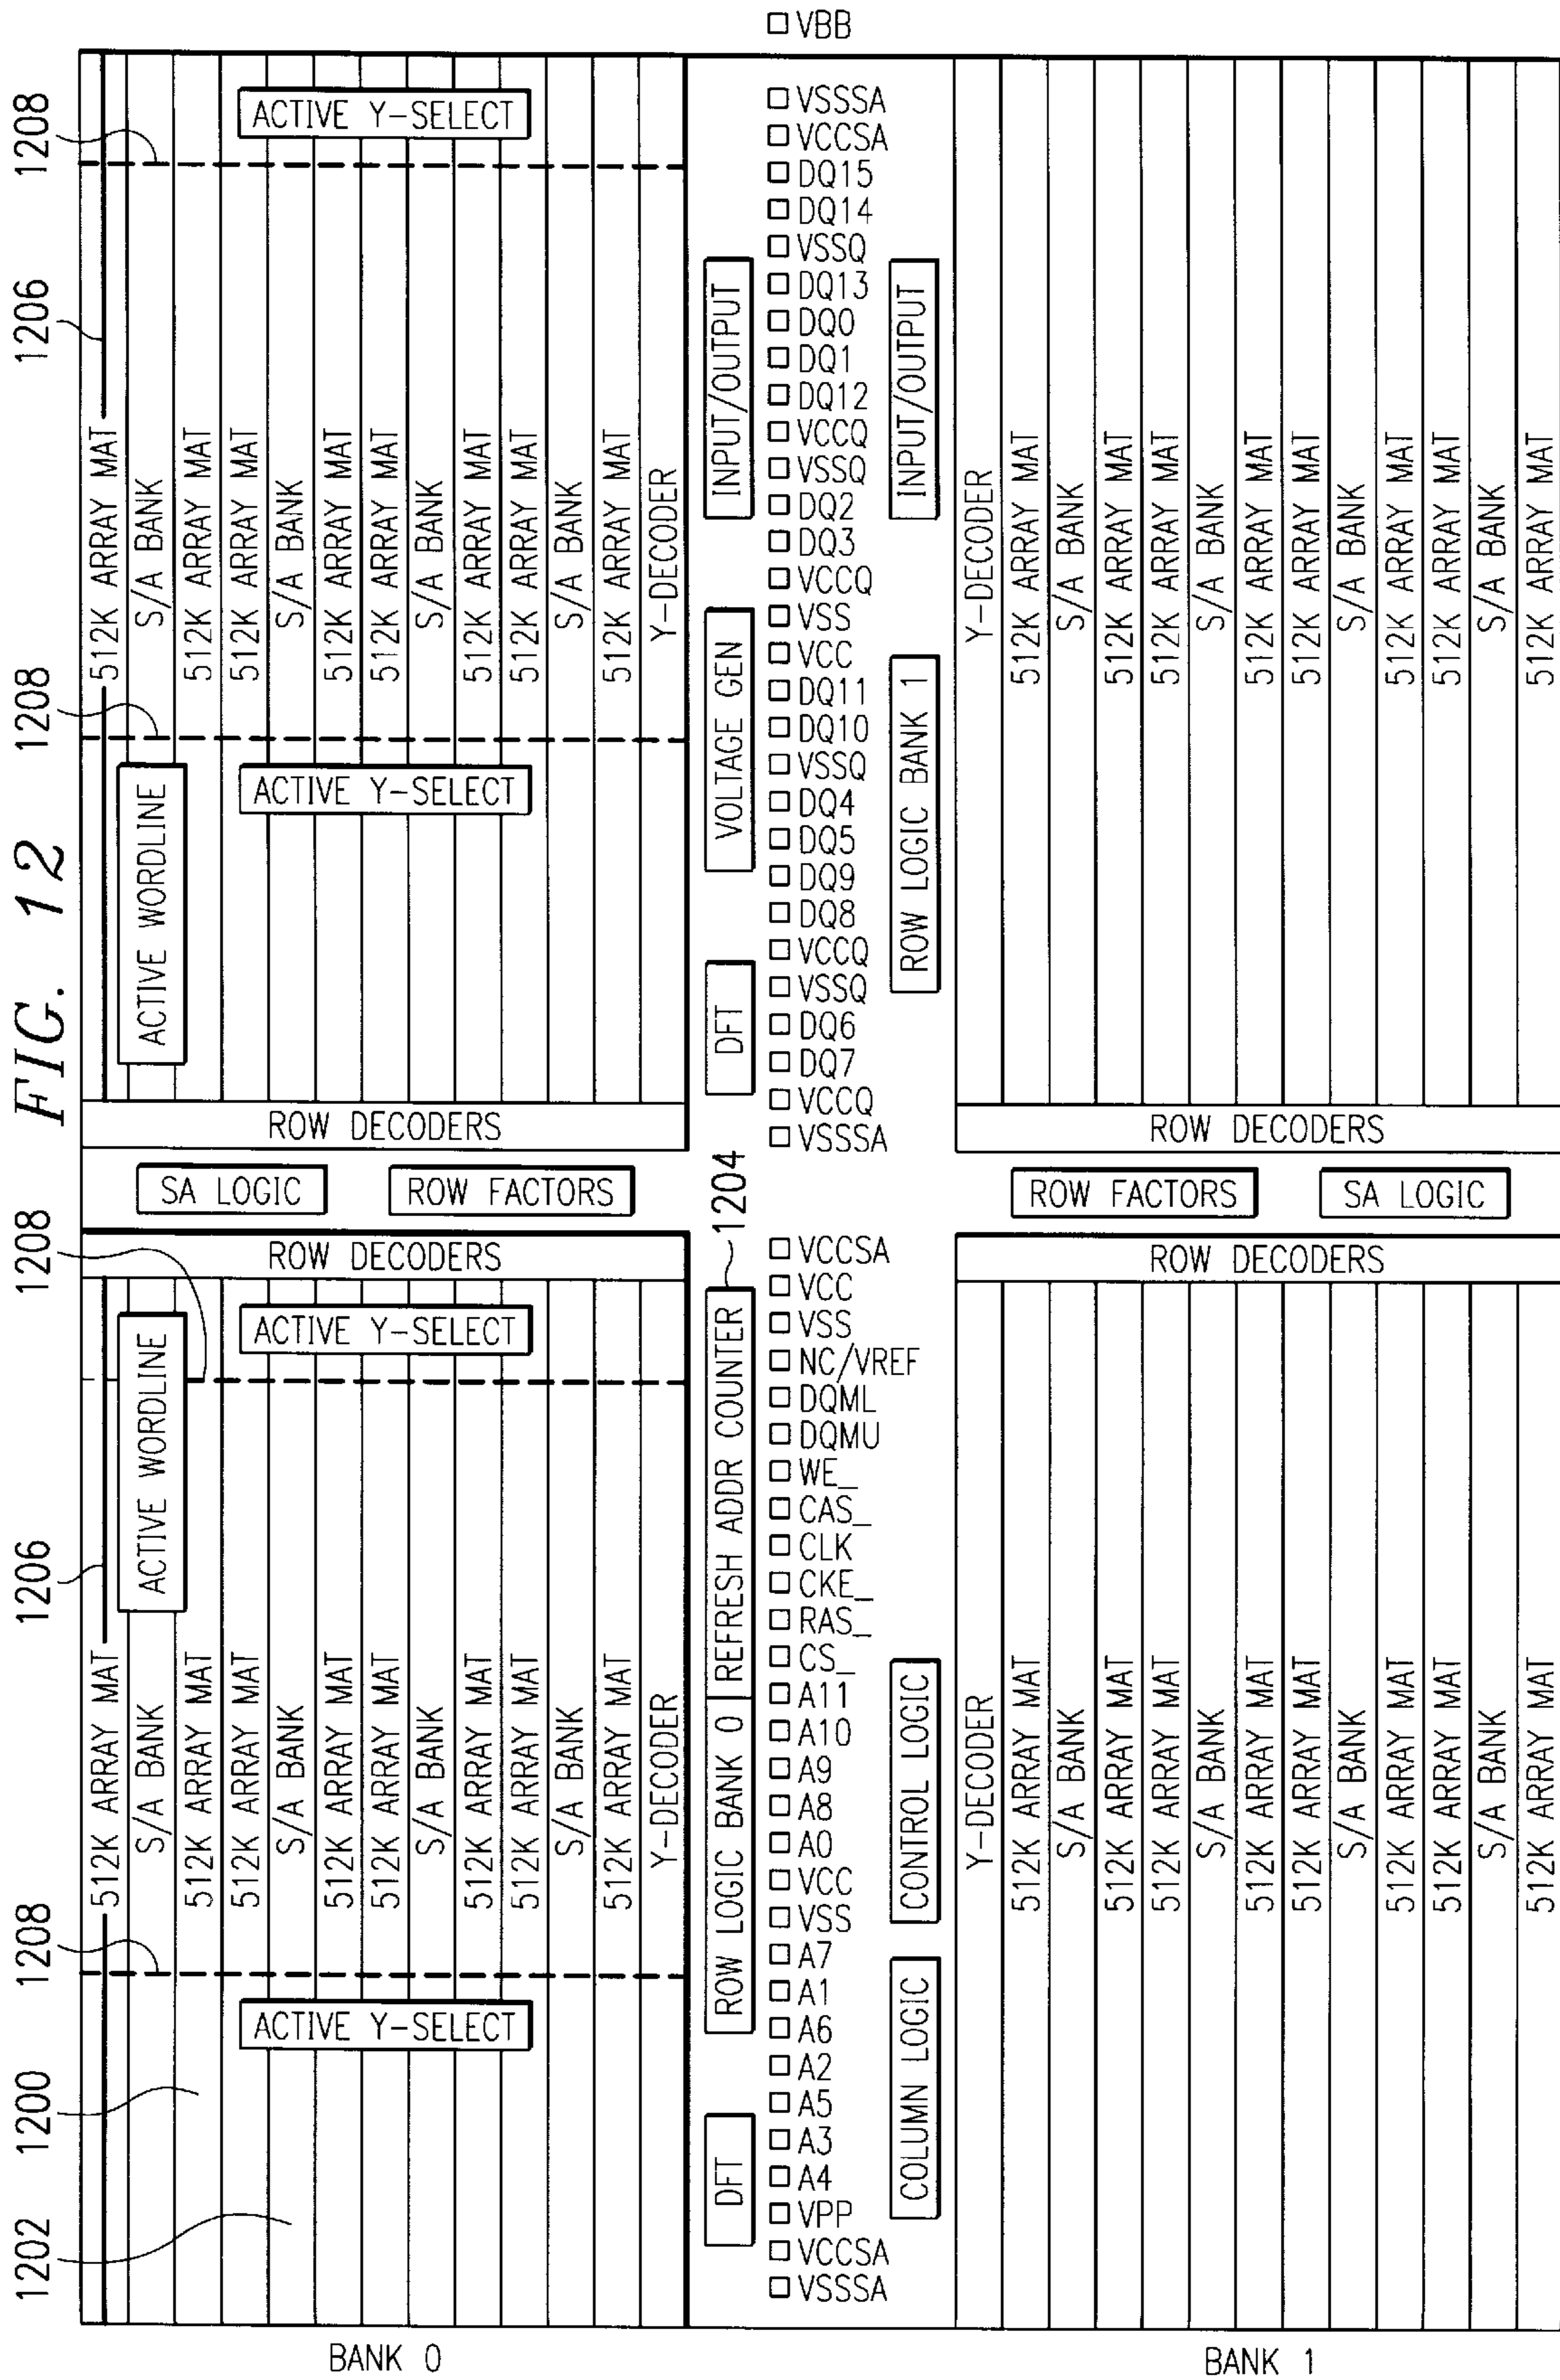 FIG. 12
1202
1200
1208
1206
1208
1208
1206
1208
BANK 0
512K ARRAY MAT
S/A BANK
512K ARRAY MAT
512K ARRAY MAT
S/A BANK
512K ARRAY MAT
512K ARRAY MAT
S/A BANK
512K ARRAY MAT
512K ARRAY MAT
S/A BANK
512K ARRAY MAT
Y-DECODER
ACTIVE Y-SELECT
ACTIVE WORDLINE
ACTIVE Y-SELECT
ROW DECODERS
SA LOGIC
ROW FACTORS
ROW DECODERS
ACTIVE WORDLINE
ACTIVE Y-SELECT
ACTIVE Y-SELECT
512K ARRAY MAT
S/A BANK
512K ARRAY MAT
512K ARRAY MAT
S/A BANK
512K ARRAY MAT
512K ARRAY MAT
S/A BANK
512K ARRAY MAT
512K ARRAY MAT
S/A BANK
512K ARRAY MAT
Y-DECODER
DFT
ROW LOGIC BANK 0
REFRESH ADDR COUNTER
1204
DFT
VOLTAGE GEN
INPUT/OUTPUT
VSSSA
VCCSA
VPP
A4
A3
A5
A2
A6
A1
A7
VSS
VCC
A0
A8
A9
A10
A11
CS_
RAS_
CKE_
CLK
CAS_
WE_
DQMU
DQML
NC/VREF
VSS
VCC
VCCSA
VSSSA
VCCQ
DQ7
DQ6
VSSQ
VCCQ
DQ8
DQ9
DQ5
DQ4
VSSQ
DQ10
DQ11
VCC
VSS
VCCQ
DQ3
DQ2
VSSQ
VCCQ
DQ12
DQ1
DQ0
DQ13
VSSQ
DQ14
DQ15
VCCSA
VSSSA
VBB
COLUMN LOGIC
CONTROL LOGIC
ROW LOGIC BANK 1
INPUT/OUTPUT
BANK 1
Y-DECODER
512K ARRAY MAT
S/A BANK
512K ARRAY MAT
512K ARRAY MAT
S/A BANK
512K ARRAY MAT
512K ARRAY MAT
S/A BANK
512K ARRAY MAT
512K ARRAY MAT
S/A BANK
512K ARRAY MAT
ROW DECODERS
ROW FACTORS
SA LOGIC
ROW DECODERS
Y-DECODER
512K ARRAY MAT
S/A BANK
512K ARRAY MAT
512K ARRAY MAT
S/A BANK
512K ARRAY MAT
512K ARRAY MAT
S/A BANK
512K ARRAY MAT
512K ARRAY MAT
S/A BANK
512K ARRAY MAT